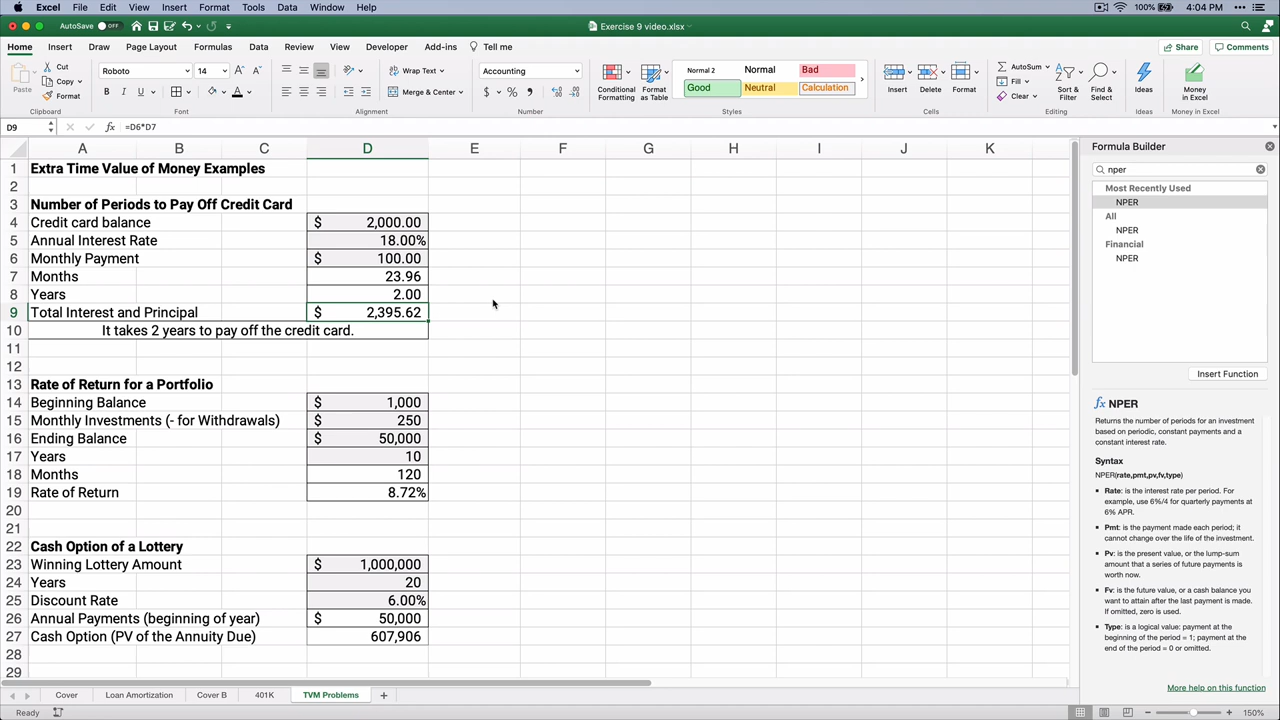 Excel File Edit View Insert Format Tools Data Window Help 100% 4:04 PM
AutoSave OFF Exercise 9 video.xlsx
Home Insert Draw Page Layout Formulas Data Review View Developer Add-ins Tell me Share Comments
Paste Cut Copy Format Roboto 14 A A Wrap Text Accounting Conditional Formatting Format as Table Normal 2 Normal Bad Insert Delete Format AutoSum Sort & Filter Find & Select Ideas Money in Excel
B I U A Merge & Center $ % Good Neutral Calculation Fill Clear
Clipboard Font Alignment Number Styles Cells Editing Ideas Money in Excel
D9 fx =D6*D7
A B C D E F G H I J K
1 Extra Time Value of Money Examples
2
3 Number of Periods to Pay Off Credit Card
4 Credit card balance $ 2,000.00
5 Annual Interest Rate 18.00%
6 Monthly Payment $ 100.00
7 Months 23.96
8 Years 2.00
9 Total Interest and Principal $ 2,395.62
10 It takes 2 years to pay off the credit card.
11
12
13 Rate of Return for a Portfolio
14 Beginning Balance $ 1,000
15 Monthly Investments (- for Withdrawals) $ 250
16 Ending Balance $ 50,000
17 Years 10
18 Months 120
19 Rate of Return 8.72%
20
21
22 Cash Option of a Lottery
23 Winning Lottery Amount $ 1,000,000
24 Years 20
25 Discount Rate 6.00%
26 Annual Payments (beginning of year) $ 50,000
27 Cash Option (PV of the Annuity Due) 607,906
28
29
Formula Builder
nper
Most Recently Used
NPER
All
NPER
Financial
NPER
Insert Function
fx NPER
Returns the number of periods for an investment
based on periodic, constant payments and a
constant interest rate.
Syntax
NPER(rate,pmt,pv,fv,type)
Rate: is the interest rate per period. For
example, use 6%/4 for quarterly payments at
6% APR.
Pmt: is the payment made each period; it
cannot change over the life of the investment.
Pv: is the present value, or the lump-sum
amount that a series of future payments is
worth now.
Fv: is the future value, or a cash balance you
want to attain after the last payment is made.
If omitted, zero is used.
Type: is a logical value: payment at the
beginning of the period = 1; payment at the
end of the period = 0 or omitted.
More help on this function
Cover Loan Amortization Cover B 401K TVM Problems +
Ready 150%